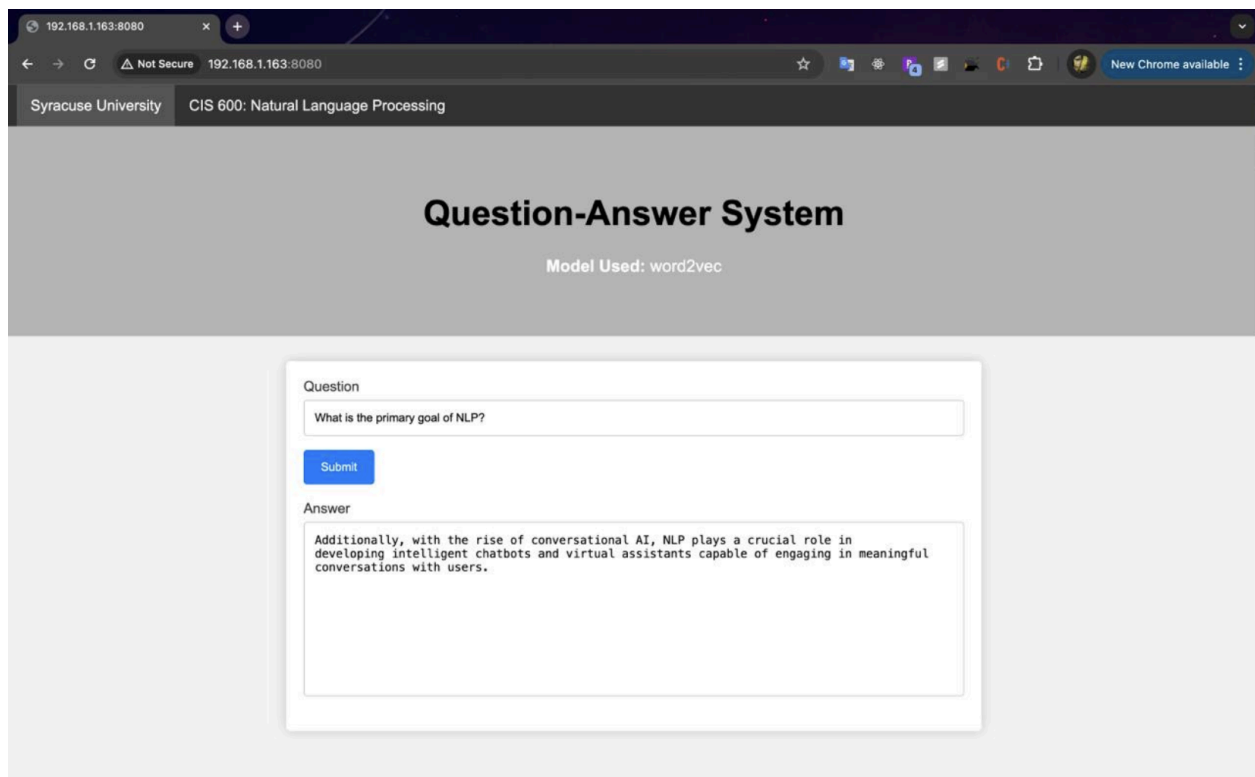 192.168.1.163:8080
Not Secure 192.168.1.163:8080 New Chrome available
Syracuse University CIS 600: Natural Language Processing
Question-Answer System
Model Used: word2vec
Question
What is the primary goal of NLP?
Submit
Answer
Additionally, with the rise of conversational AI, NLP plays a crucial role in
developing intelligent chatbots and virtual assistants capable of engaging in meaningful
conversations with users.